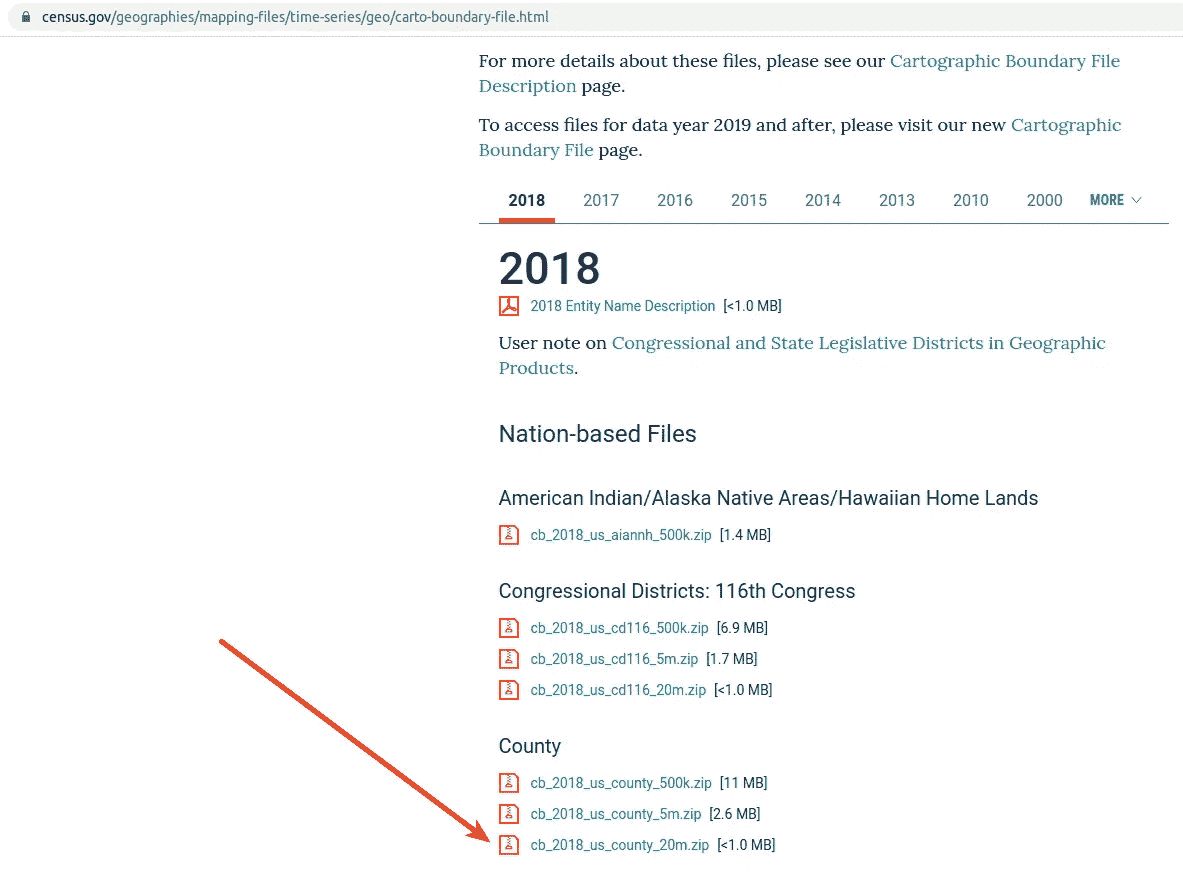 census.gov/geographies/mapping-files/time-series/geo/carto-boundary-file.html
For more details about these files, please see our Cartographic Boundary File
Description page.
To access files for data year 2019 and after, please visit our new Cartographic
Boundary File page.
2018 2017 2016 2015 2014 2013 2010 2000 MORE
2018
2018 Entity Name Description [<1.0 MB]
User note on Congressional and State Legislative Districts in Geographic
Products.
Nation-based Files
American Indian/Alaska Native Areas/Hawaiian Home Lands
cb_2018_us_aiannh_500k.zip [1.4 MB]
Congressional Districts: 116th Congress
cb_2018_us_cd116_500k.zip [6.9 MB]
cb_2018_us_cd116_5m.zip [1.7 MB]
cb_2018_us_cd116_20m.zip [<1.0 MB]
County
cb_2018_us_county_500k.zip [11 MB]
cb_2018_us_county_5m.zip [2.6 MB]
cb_2018_us_county_20m.zip [<1.0 MB]